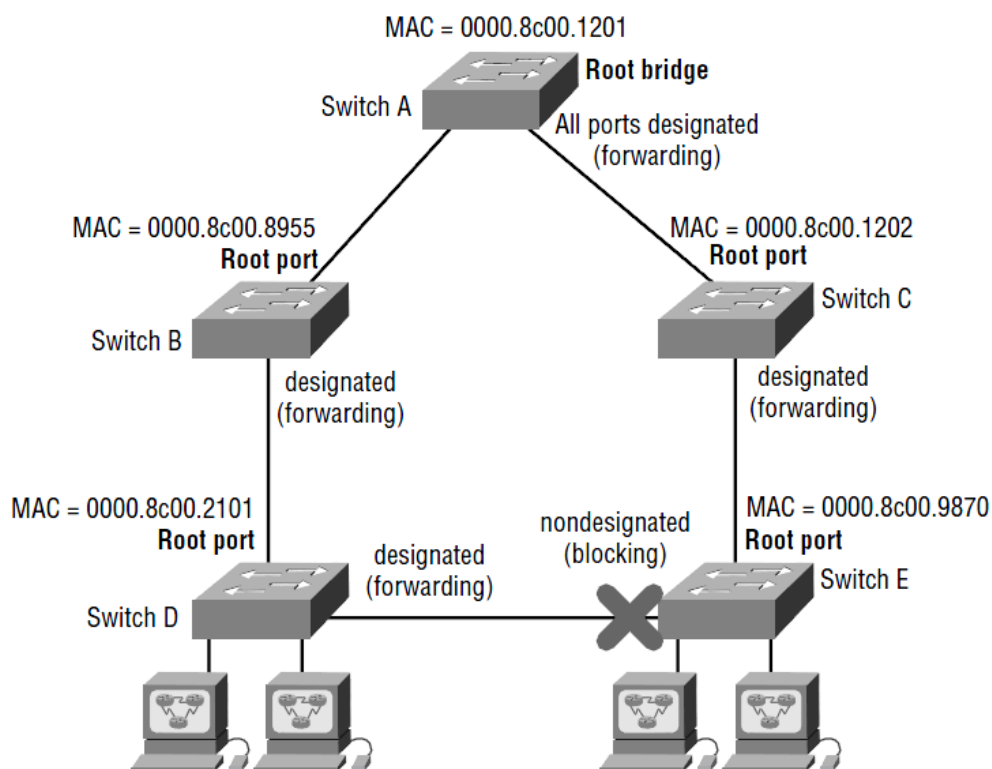 MAC = 0000.8c00.1201
Root bridge
Switch A
All ports designated
(forwarding)
MAC = 0000.8c00.8955
Root port
MAC = 0000.8c00.1202
Root port
Switch B
Switch C
designated
(forwarding)
designated
(forwarding)
MAC = 0000.8c00.2101
Root port
MAC = 0000.8c00.9870
Root port
nondesignated
(blocking)
designated
(forwarding)
Switch D
Switch E